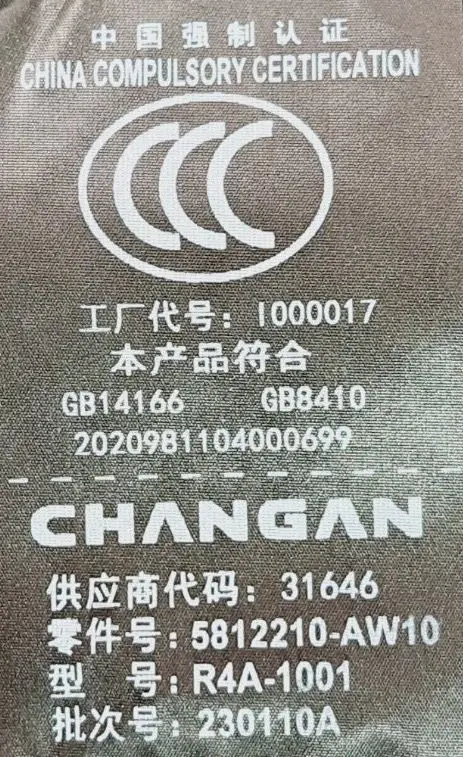 中国强制认证
CHINA COMPULSORY CERTIFICATION
CCC
工厂代号: I000017
本产品符合
GB14166 GB8410
2020981104000699
CHANGAN
供应商代码: 31646
零件号: 5812210-AW10
型 号: R4A-1001
批次号: 230110A